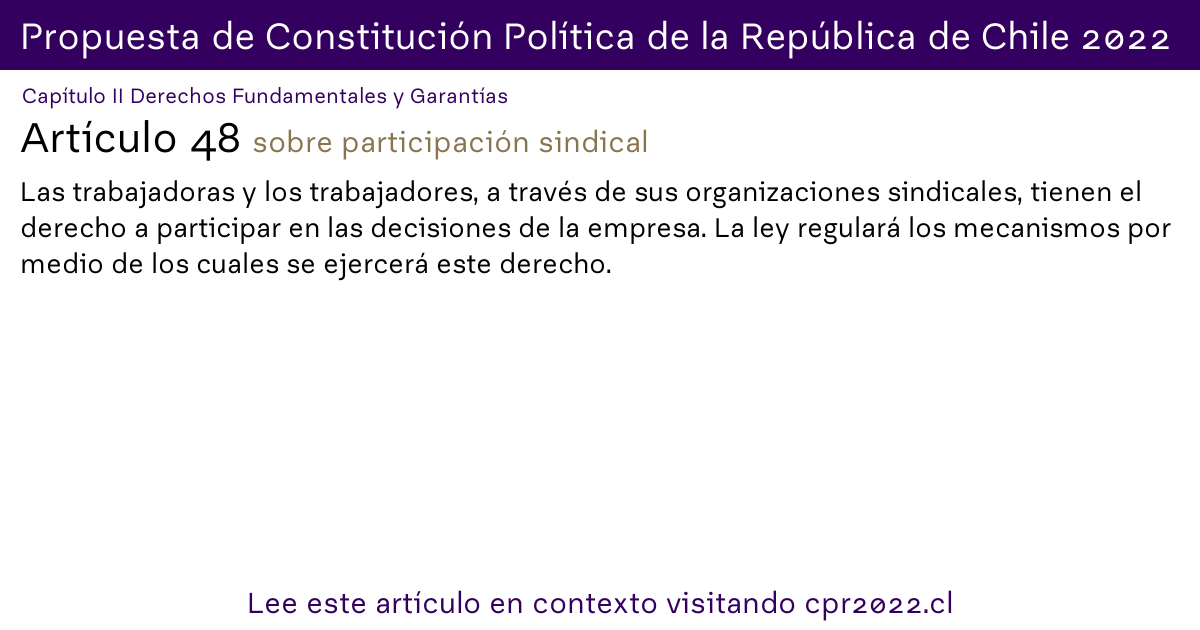 Propuesta de Constitución Política de la República de Chile 2022
Capítulo II Derechos Fundamentales y Garantías
Artículo 48 sobre participación sindical
Las trabajadoras y los trabajadores, a través de sus organizaciones sindicales, tienen el
derecho a participar en las decisiones de la empresa. La ley regulará los mecanismos por
medio de los cuales se ejercerá este derecho.
Lee este artículo en contexto visitando cpr2022.cl